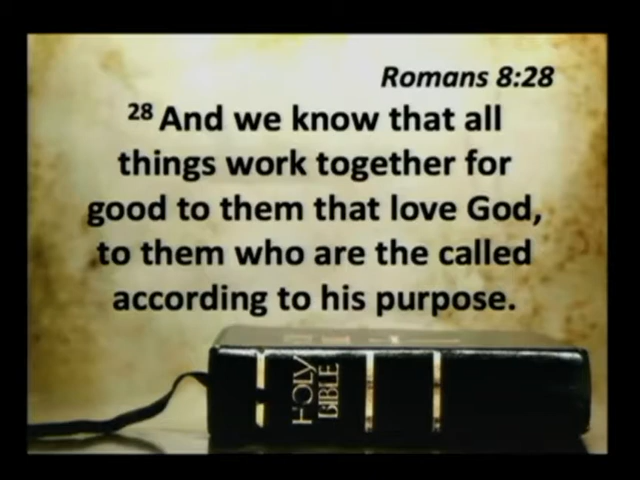 Romans 8:28
28 And we know that all
things work together for
good to them that love God,
to them who are the called
according to his purpose.
HOLY
BIBLE